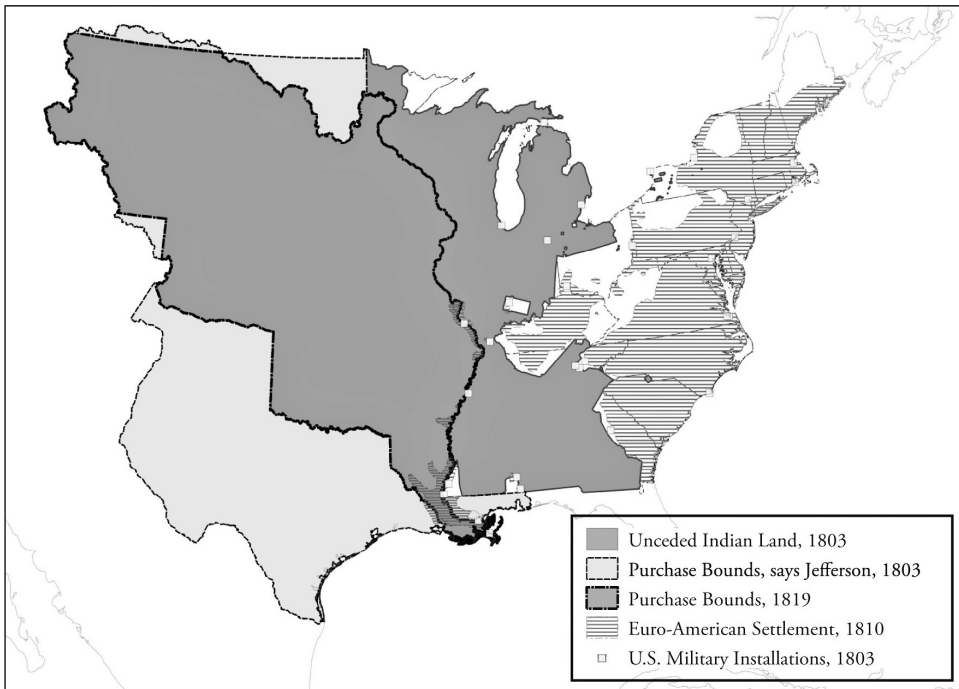 Unceded Indian Land, 1803
Purchase Bounds, says Jefferson, 1803
Purchase Bounds, 1819
Euro-American Settlement, 1810
U.S. Military Installations, 1803